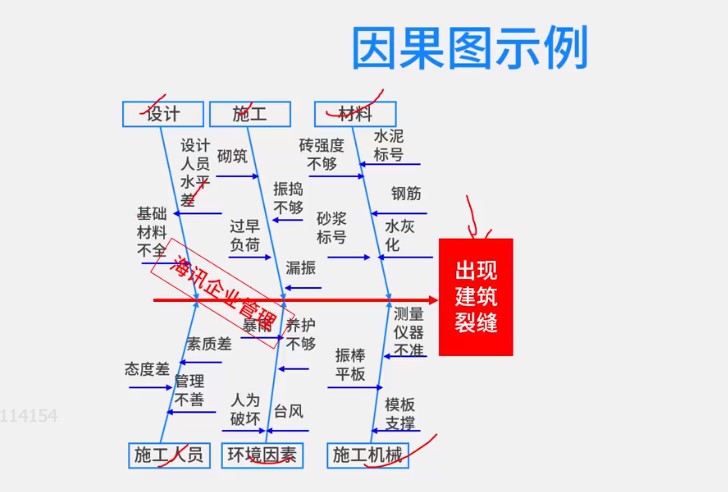 因果图示例
设计
施工
材料
设计
人员
水平
差
砌筑
砖强度
不够
水泥
标号
基础
材料
不全
过早
负荷
振捣
不够
砂浆
标号
钢筋
水灰
化
漏振
海讯企业管理
出现
建筑
裂缝
暴雨
养护
不够
测量
仪器
不准
素质差
态度差
管理
不善
振棒
平板
人为
破坏
台风
模板
支撑
施工人员
环境因素
施工机械
114154